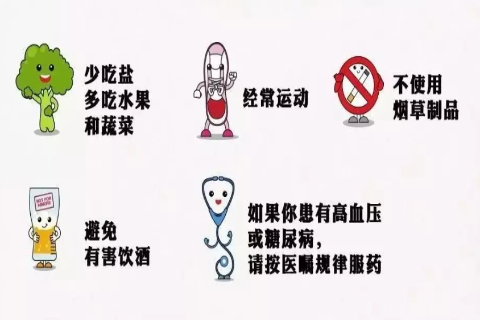 少吃盐
多吃水果
和蔬菜
经常运动
不使用
烟草制品
避免
有害饮酒
如果你患有高血压
或糖尿病，
请按医嘱规律服药